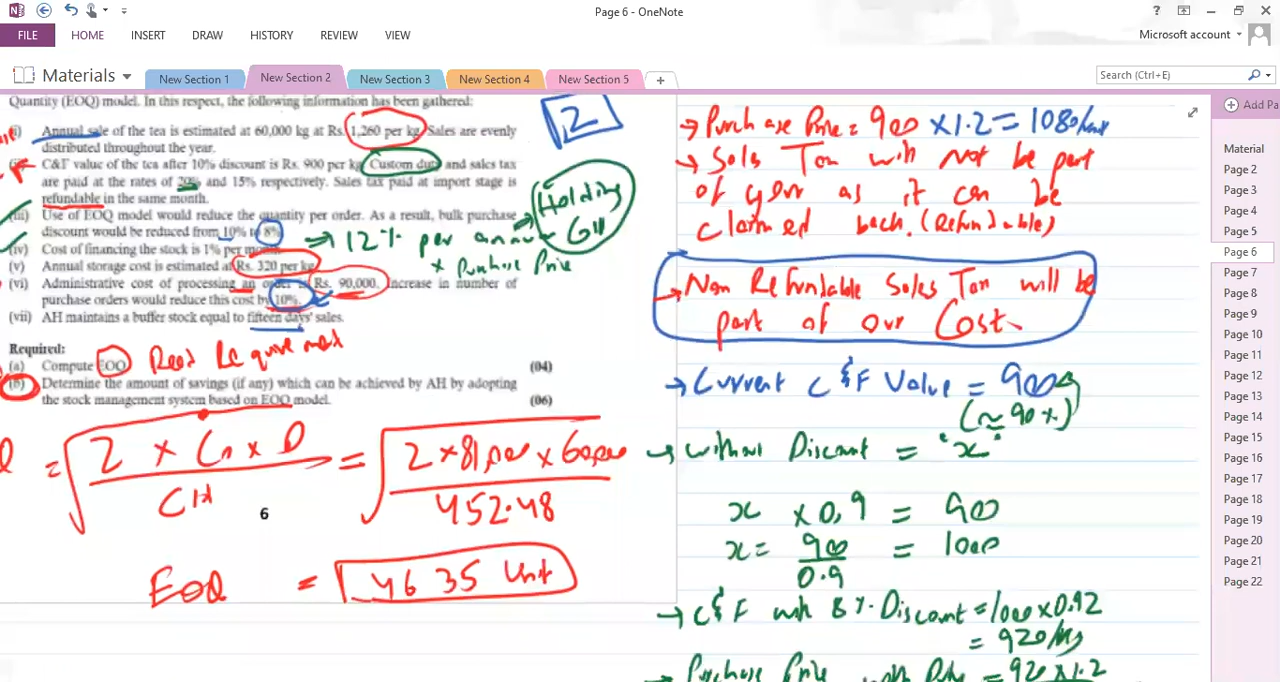 Page 6 - OneNote
FILE HOME INSERT DRAW HISTORY REVIEW VIEW
Microsoft account
Materials New Section 1 New Section 2 New Section 3 New Section 4 New Section 5
Search (Ctrl+E)
Add Pa
Material
Page 2
Page 3
Page 4
Page 5
Page 6
Page 7
Page 8
Page 9
Page 10
Page 11
Page 12
Page 13
Page 14
Page 15
Page 16
Page 17
Page 18
Page 19
Page 20
Page 21
Page 22
Quantity (EOQ) model. In this respect, the following information has been gathered:
Annual sale of the tea is estimated at 60,000 kg at Rs. 1,260 per kg. Sales are evenly
distributed throughout the year.
C&F value of the tea after 10% discount is Rs. 900 per kg. Custom duty and sales tax
are paid at the rates of 20% and 15% respectively. Sales tax paid at import stage is
refundable in the same month.
(iii) Use of EOQ model would reduce the quantity per order. As a result, bulk purchase
discount would be reduced from 10% to 8%
(iv) Cost of financing the stock is 1% per month
(v) Annual storage cost is estimated at Rs. 320 per kg
(vi) Administrative cost of processing an order is Rs. 90,000. Increase in number of
purchase orders would reduce this cost by 10%.
(vii) AH maintains a buffer stock equal to fifteen days' sales.
Required:
(a) Compute EOQ (04)
(b) Determine the amount of savings (if any) which can be achieved by AH by adopting
the stock management system based on EOQ model. (06)
6
2
Holding
→ 12% per annum
× Purchase Price
Read Requirement
= √ 2 × Co × D / CH = √ 2 × 81,000 × 60,000 / 452.48
EOQ = 4635 Unit
→ Purchase Price = 900 × 1.2 = 1080/
→ Sales Tax will Not be part
of as it can be
claimed back. (Refundable)
→ Non Refundable Sales Tax will be
part of our Cost.
→ Current C&F Value = 900
(≈ 90%)
→ without Discount = "x"
x × 0.9 = 900
x = 900 / 0.9 = 1000
→ C&F with 8% Discount = 1000 × 0.92
= 920/kg
→ Purchase Price with Duty = 920 × 1.2